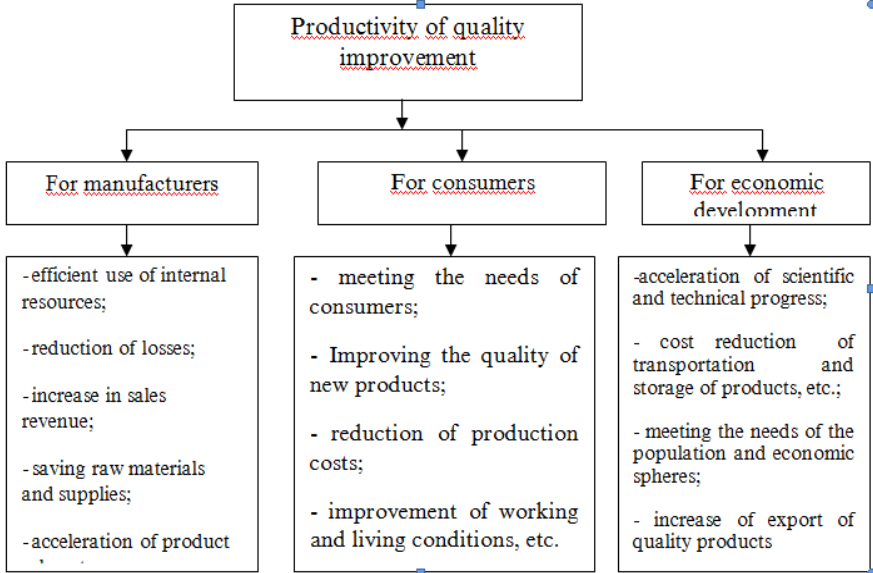 Productivity of quality
improvement
For manufacturers
For consumers
For economic
development
-efficient use of internal
resources;
-reduction of losses;
-increase in sales
revenue;
-saving raw materials
and supplies;
-acceleration of product
- meeting the needs of
consumers;
- Improving the quality of
new products;
- reduction of production
costs;
- improvement of working
and living conditions, etc.
-acceleration of scientific
and technical progress;
- cost reduction of
transportation and
storage of products, etc.;
- meeting the needs of the
population and economic
spheres;
- increase of export of
quality products